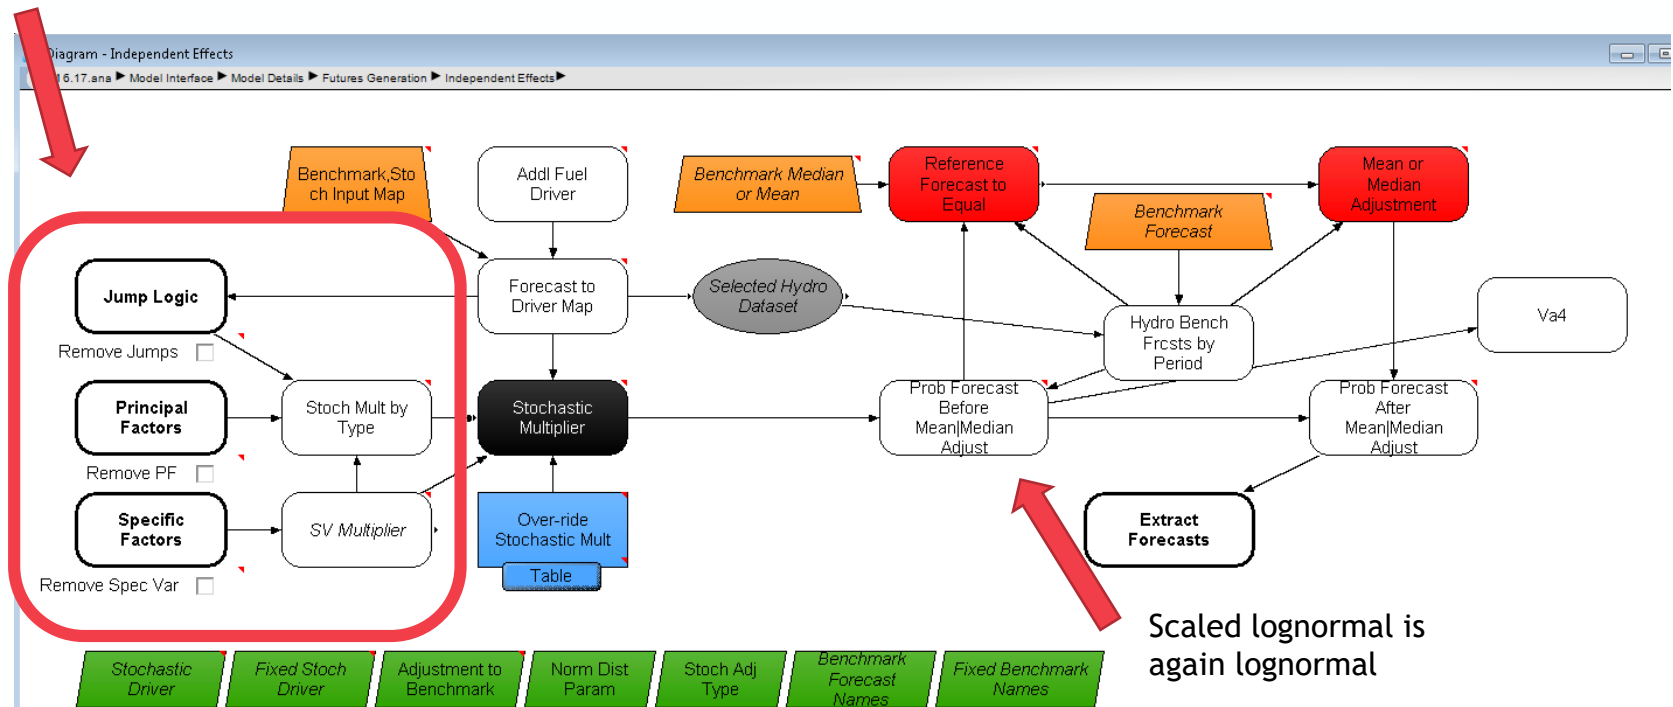 Diagram - Independent Effects
16.17.ana ► Model Interface ► Model Details ► Futures Generation ► Independent Effects ►
Benchmark,Sto
ch Input Map
Addl Fuel
Driver
Benchmark Median
or Mean
Reference
Forecast to
Equal
Mean or
Median
Adjustment
Benchmark
Forecast
Jump Logic
Forecast to
Driver Map
Selected Hydro
Dataset
Hydro Bench
Frcsts by
Period
Va4
Remove Jumps
Principal
Factors
Stoch Mult by
Type
Stochastic
Multiplier
Prob Forecast
Before
Mean|Median
Adjust
Prob Forecast
After
Mean|Median
Adjust
Remove PF
Specific
Factors
SV Multiplier
Over-ride
Stochastic Mult
Table
Extract
Forecasts
Remove Spec Var
Scaled lognormal is
again lognormal
Stochastic
Driver
Fixed Stoch
Driver
Adjustment to
Benchmark
Norm Dist
Param
Stoch Adj
Type
Benchmark
Forecast
Names
Fixed Benchmark
Names